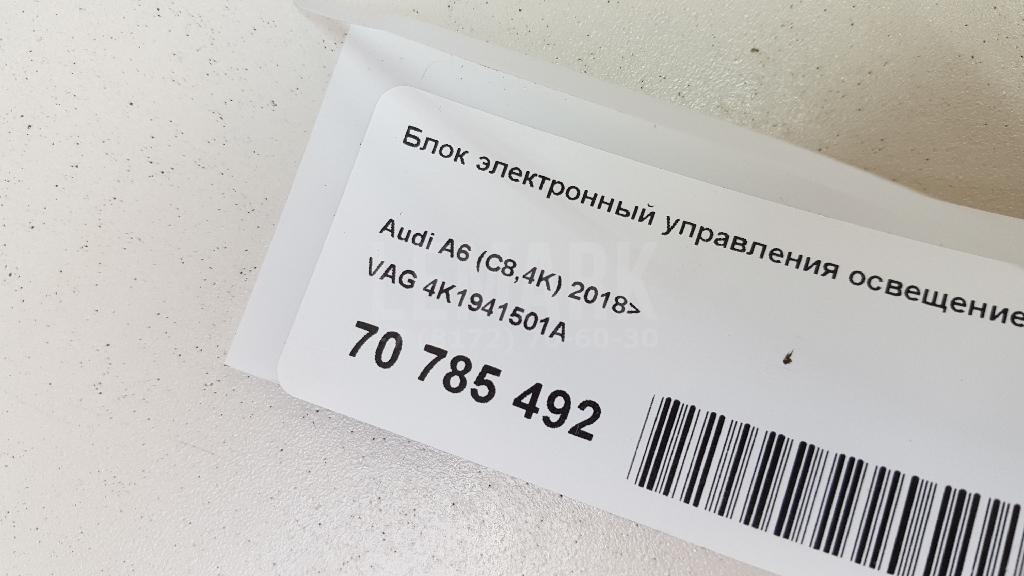 Блок электронный управления освещение
Audi A6 (C8,4K) 2018>
VAG 4K1941501A
70 785 492